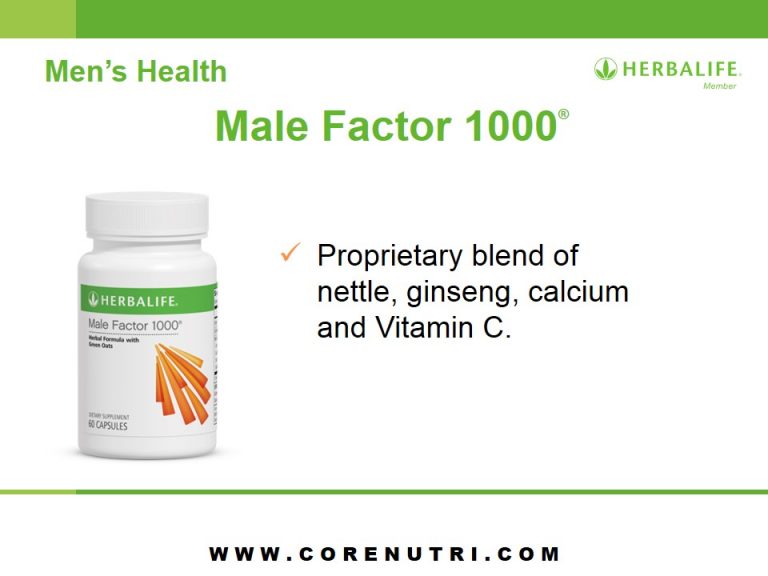 Men’s Health
HERBALIFE.
Member
Male Factor 1000®
HERBALIFE.
Male Factor 1000®
Herbal Formula with
Green Oats
DIETARY SUPPLEMENT
60 CAPSULES
✓ Proprietary blend of
nettle, ginseng, calcium
and Vitamin C.
WWW.CORENUTRI.COM